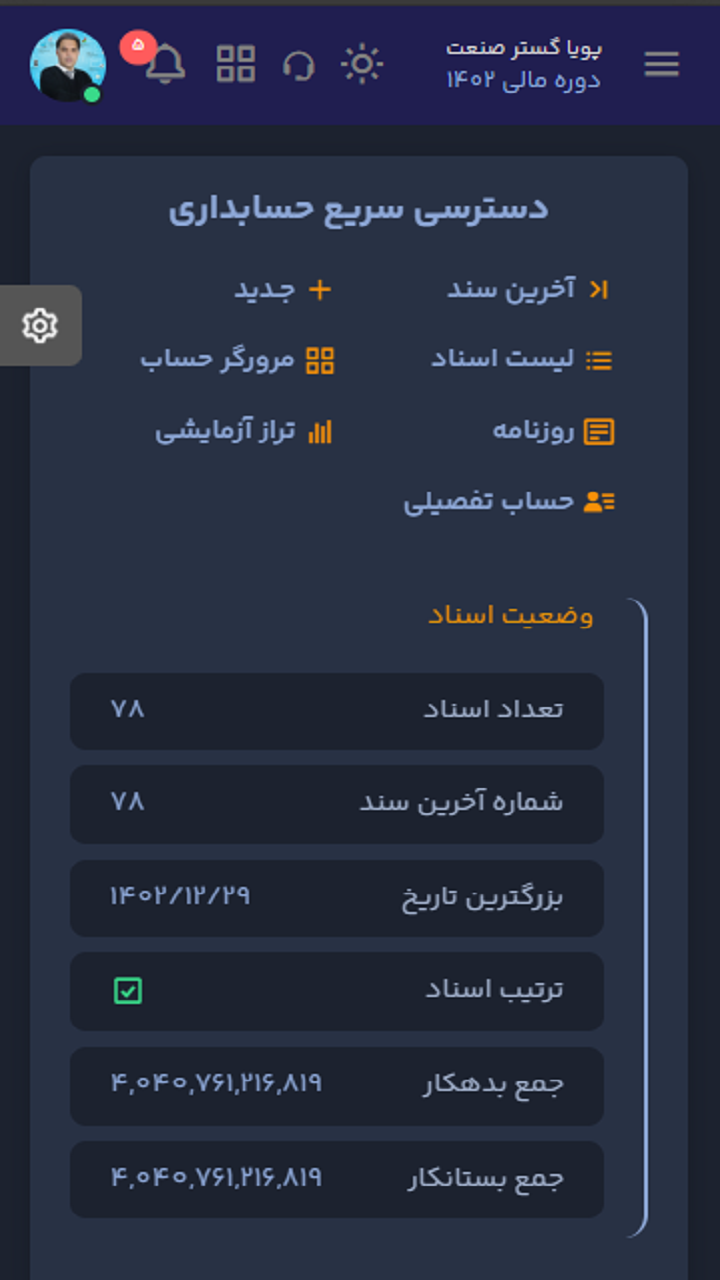 پویا گستر صنعت
دوره مالی ۱۴۰۲
۵
دسترسی سریع حسابداری
آخرین سند
جدید
لیست اسناد
مرورگر حساب
روزنامه
تراز آزمایشی
حساب تفصیلی
وضعیت اسناد
تعداد اسناد ۷۸
شماره آخرین سند ۷۸
بزرگترین تاریخ ۱۴۰۲/۱۲/۲۹
ترتیب اسناد
جمع بدهکار ۴,۰۴۰,۷۶۱,۲۱۶,۸۱۹
جمع بستانکار ۴,۰۴۰,۷۶۱,۲۱۶,۸۱۹